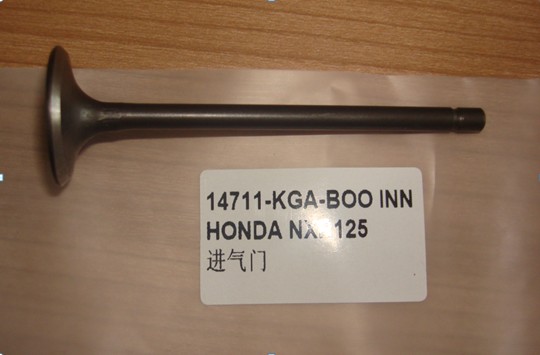 14711-KGA-BOO INN
HONDA 125
进气门